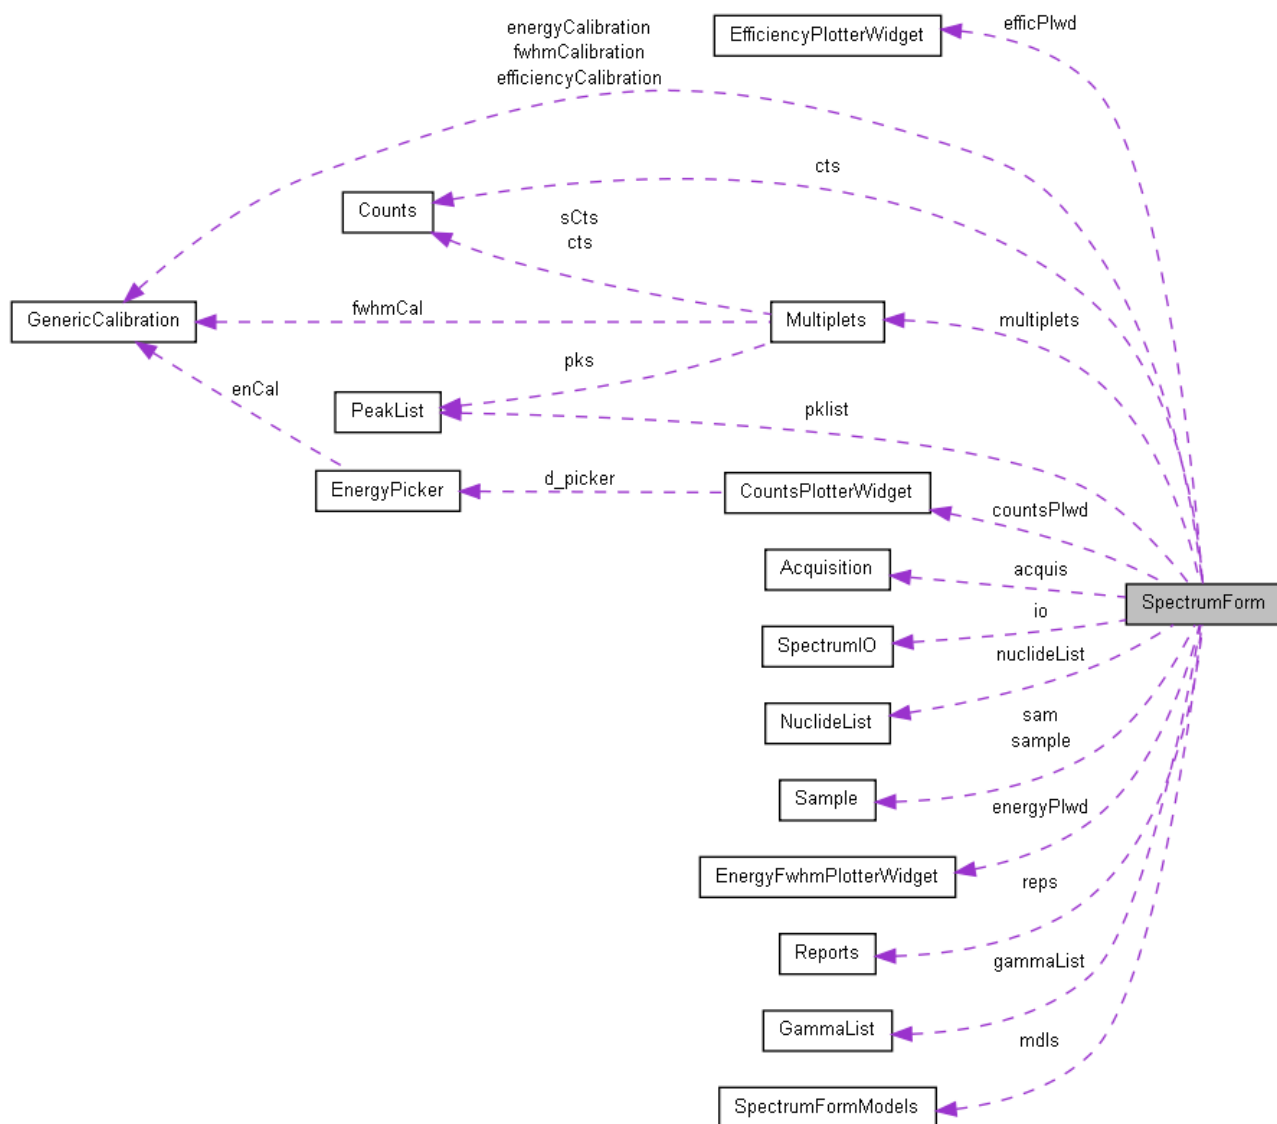 energyCalibration
fwhmCalibration
efficiencyCalibration
EfficiencyPlotterWidget
efficPlwd
cts
Counts
sCts
cts
GenericCalibration
fwhmCal
Multiplets
multiplets
pks
enCal
PeakList
pklist
EnergyPicker
d_picker
CountsPlotterWidget
countsPlwd
Acquisition
acquis
SpectrumForm
io
SpectrumIO
nuclideList
NuclideList
sam
sample
Sample
energyPlwd
EnergyFwhmPlotterWidget
reps
Reports
gammaList
GammaList
mdls
SpectrumFormModels